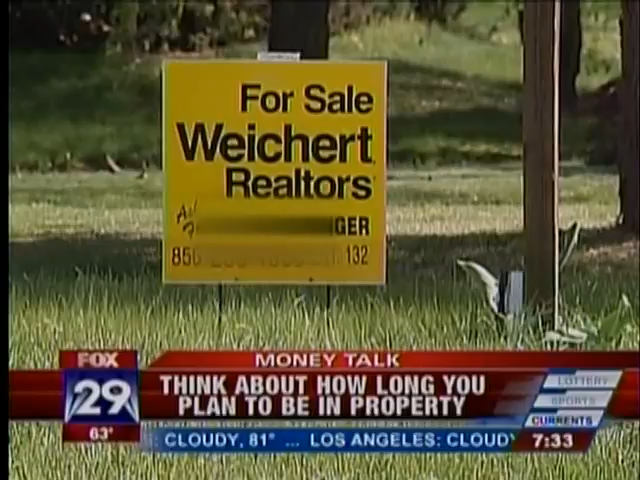 For Sale
Weichert
Realtors
GER
132
MONEY TALK
FOX
29
63°
THINK ABOUT HOW LONG YOU
PLAN TO BE IN PROPERTY
LOTTERY
SPORTS
CURRENTS
CLOUDY, 81° ... LOS ANGELES: CLOUDY
7:33